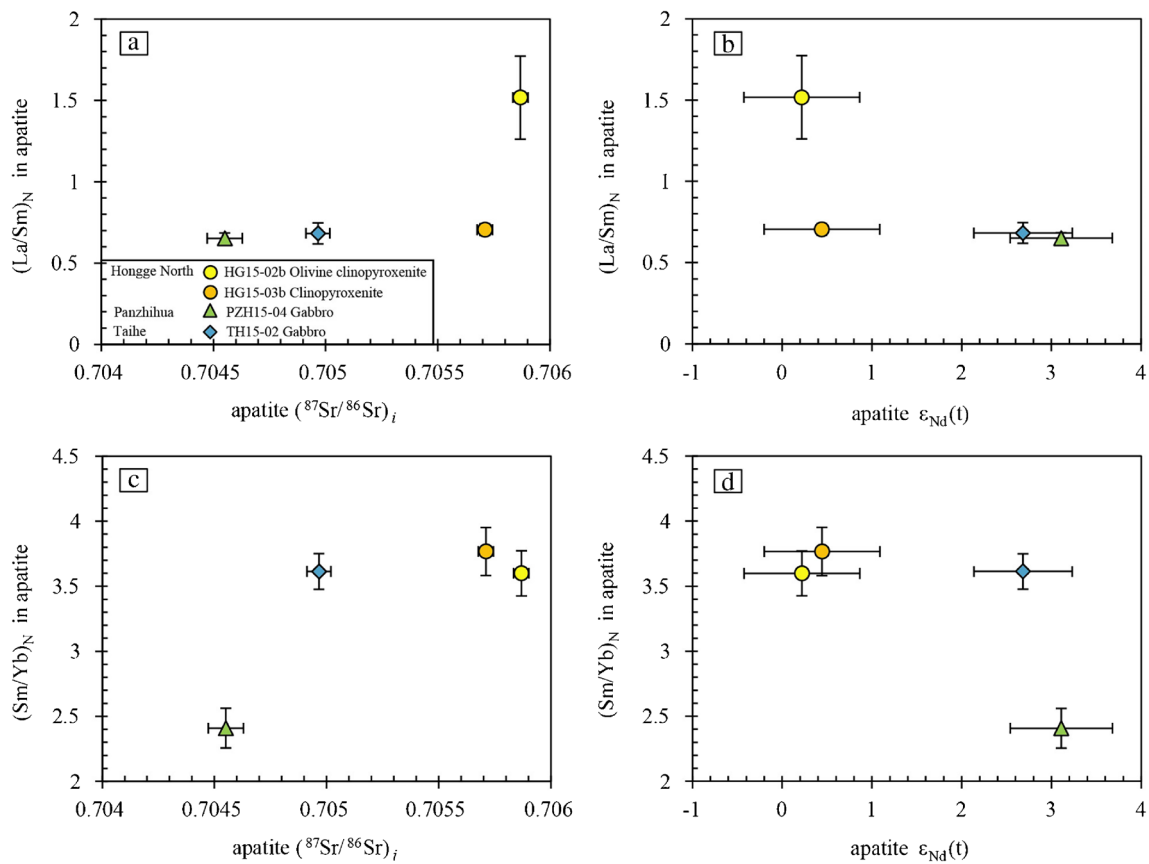 a
2
1.5
1
0.5
0
(La/Sm)N in apatite
Hongge North HG15-02b Olivine clinopyroxenite
HG15-03b Clinopyroxenite
Panzhihua PZH15-04 Gabbro
Taihe TH15-02 Gabbro
0.704 0.7045 0.705 0.7055 0.706
apatite (⁸⁷Sr/⁸⁶Sr)i
b
2
1.5
1
0.5
0
(La/Sm)N in apatite
-1 0 1 2 3 4
apatite εNd(t)
c
4.5
4
3.5
3
2.5
2
(Sm/Yb)N in apatite
0.704 0.7045 0.705 0.7055 0.706
apatite (⁸⁷Sr/⁸⁶Sr)i
d
4.5
4
3.5
3
2.5
2
(Sm/Yb)N in apatite
-1 0 1 2 3 4
apatite εNd(t)